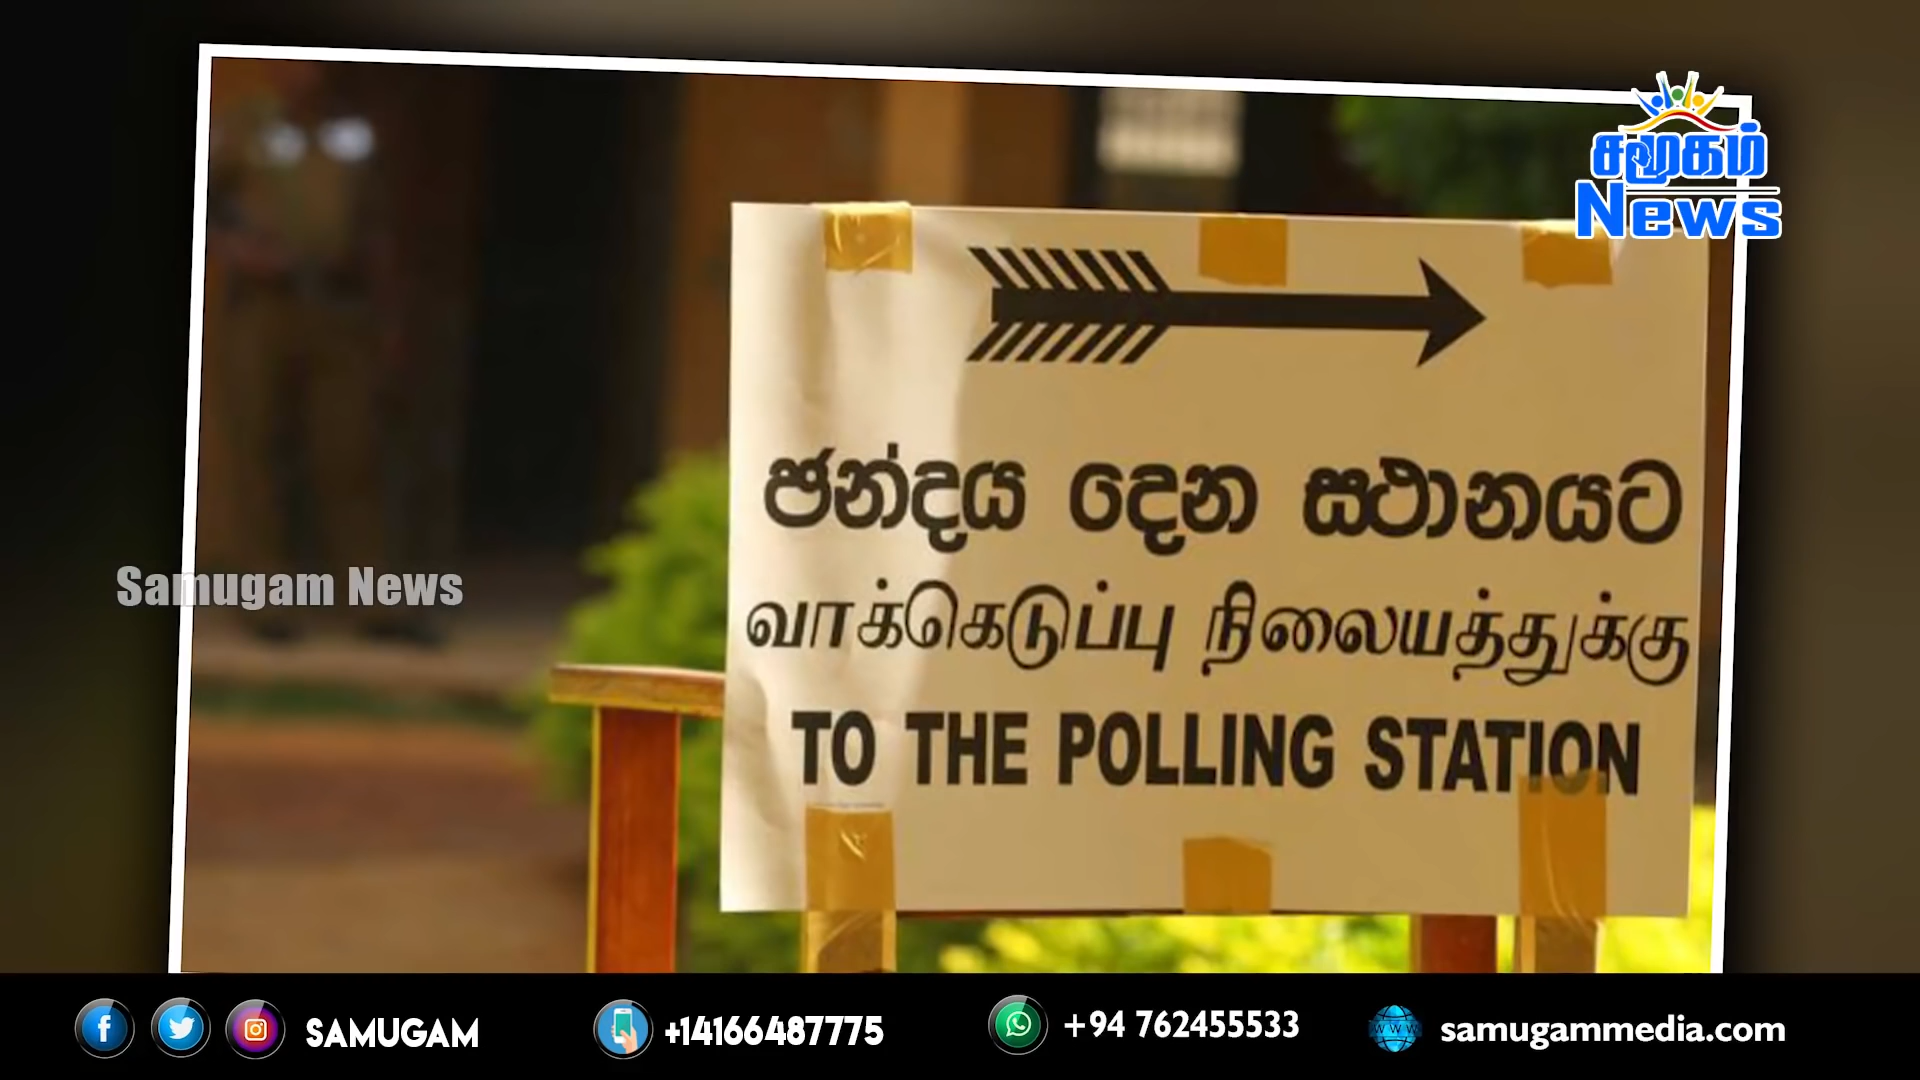 சமூகம்
News
ඡන්දය දෙන ස්ථානයට
வாக்கெடுப்பு நிலையத்துக்கு
TO THE POLLING STATION
Samugam News
SAMUGAM
+14166487775
+94 762455533
www
samugammedia.com